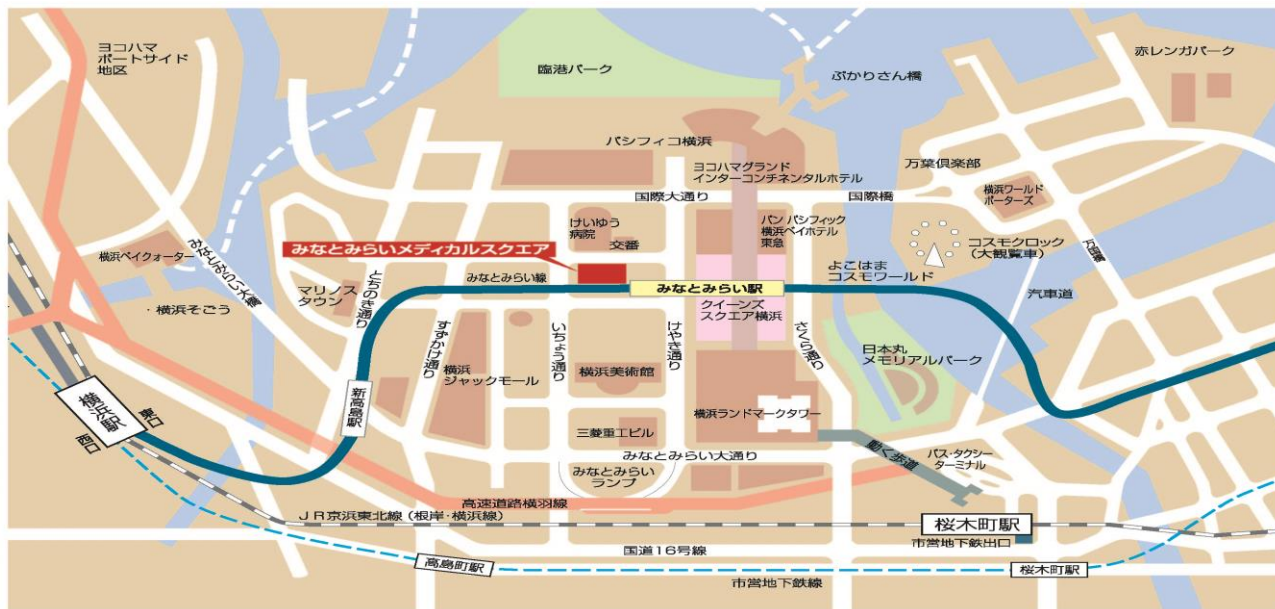 ヨコハマ
ポートサイド
地区
臨港パーク
ぷかりさん橋
赤レンガパーク
パシフィコ横浜
ヨコハマグランド
インターコンチネンタルホテル
万葉倶楽部
横浜ワールド
ポーターズ
国際大通り
国際橋
けいゆう
病院
交番
パン パシフィック
横浜ベイホテル
東急
コスモクロック
(大観覧車)
万国橋
横浜ベイクォーター
みなとみらい大橋
みなとみらいメディカルスクエア
みなとみらい線
みなとみらい駅
よこはま
コスモワールド
汽車道
とちのき通り
マリノス
タウン
・横浜そごう
クイーンズ
スクエア横浜
すずかけ通り
いちょう通り
けやき通り
さくら通り
日本丸
メモリアルパーク
横浜
ジャックモール
横浜美術館
新高島駅
横浜駅
東口
西口
横浜ランドマークタワー
三菱重工ビル
みなとみらい大通り
動く歩道
バス・タクシー
ターミナル
みなとみらい
ランプ
高速道路横羽線
JR京浜東北線(根岸・横浜線)
桜木町駅
市営地下鉄出口
国道16号線
高島町駅
市営地下鉄線
桜木町駅